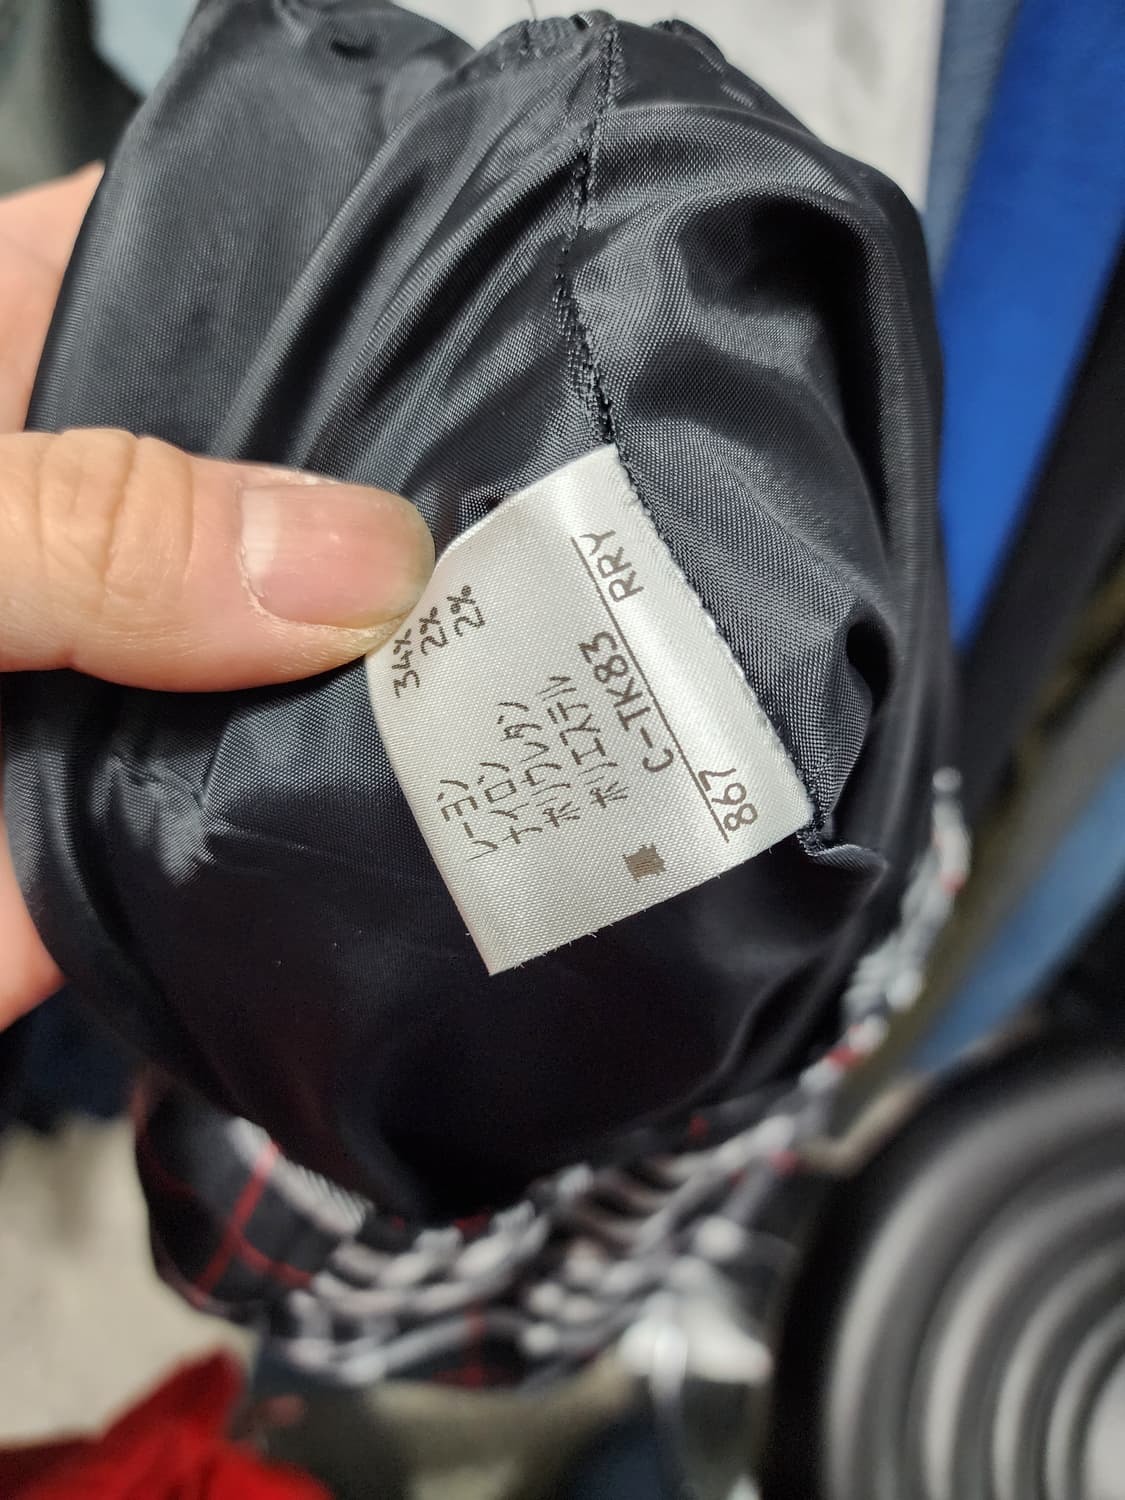 867 RRY
C-TK83
ポリエステル
ポリウレタン 2%
ナイロン 2%
レーヨン 34%